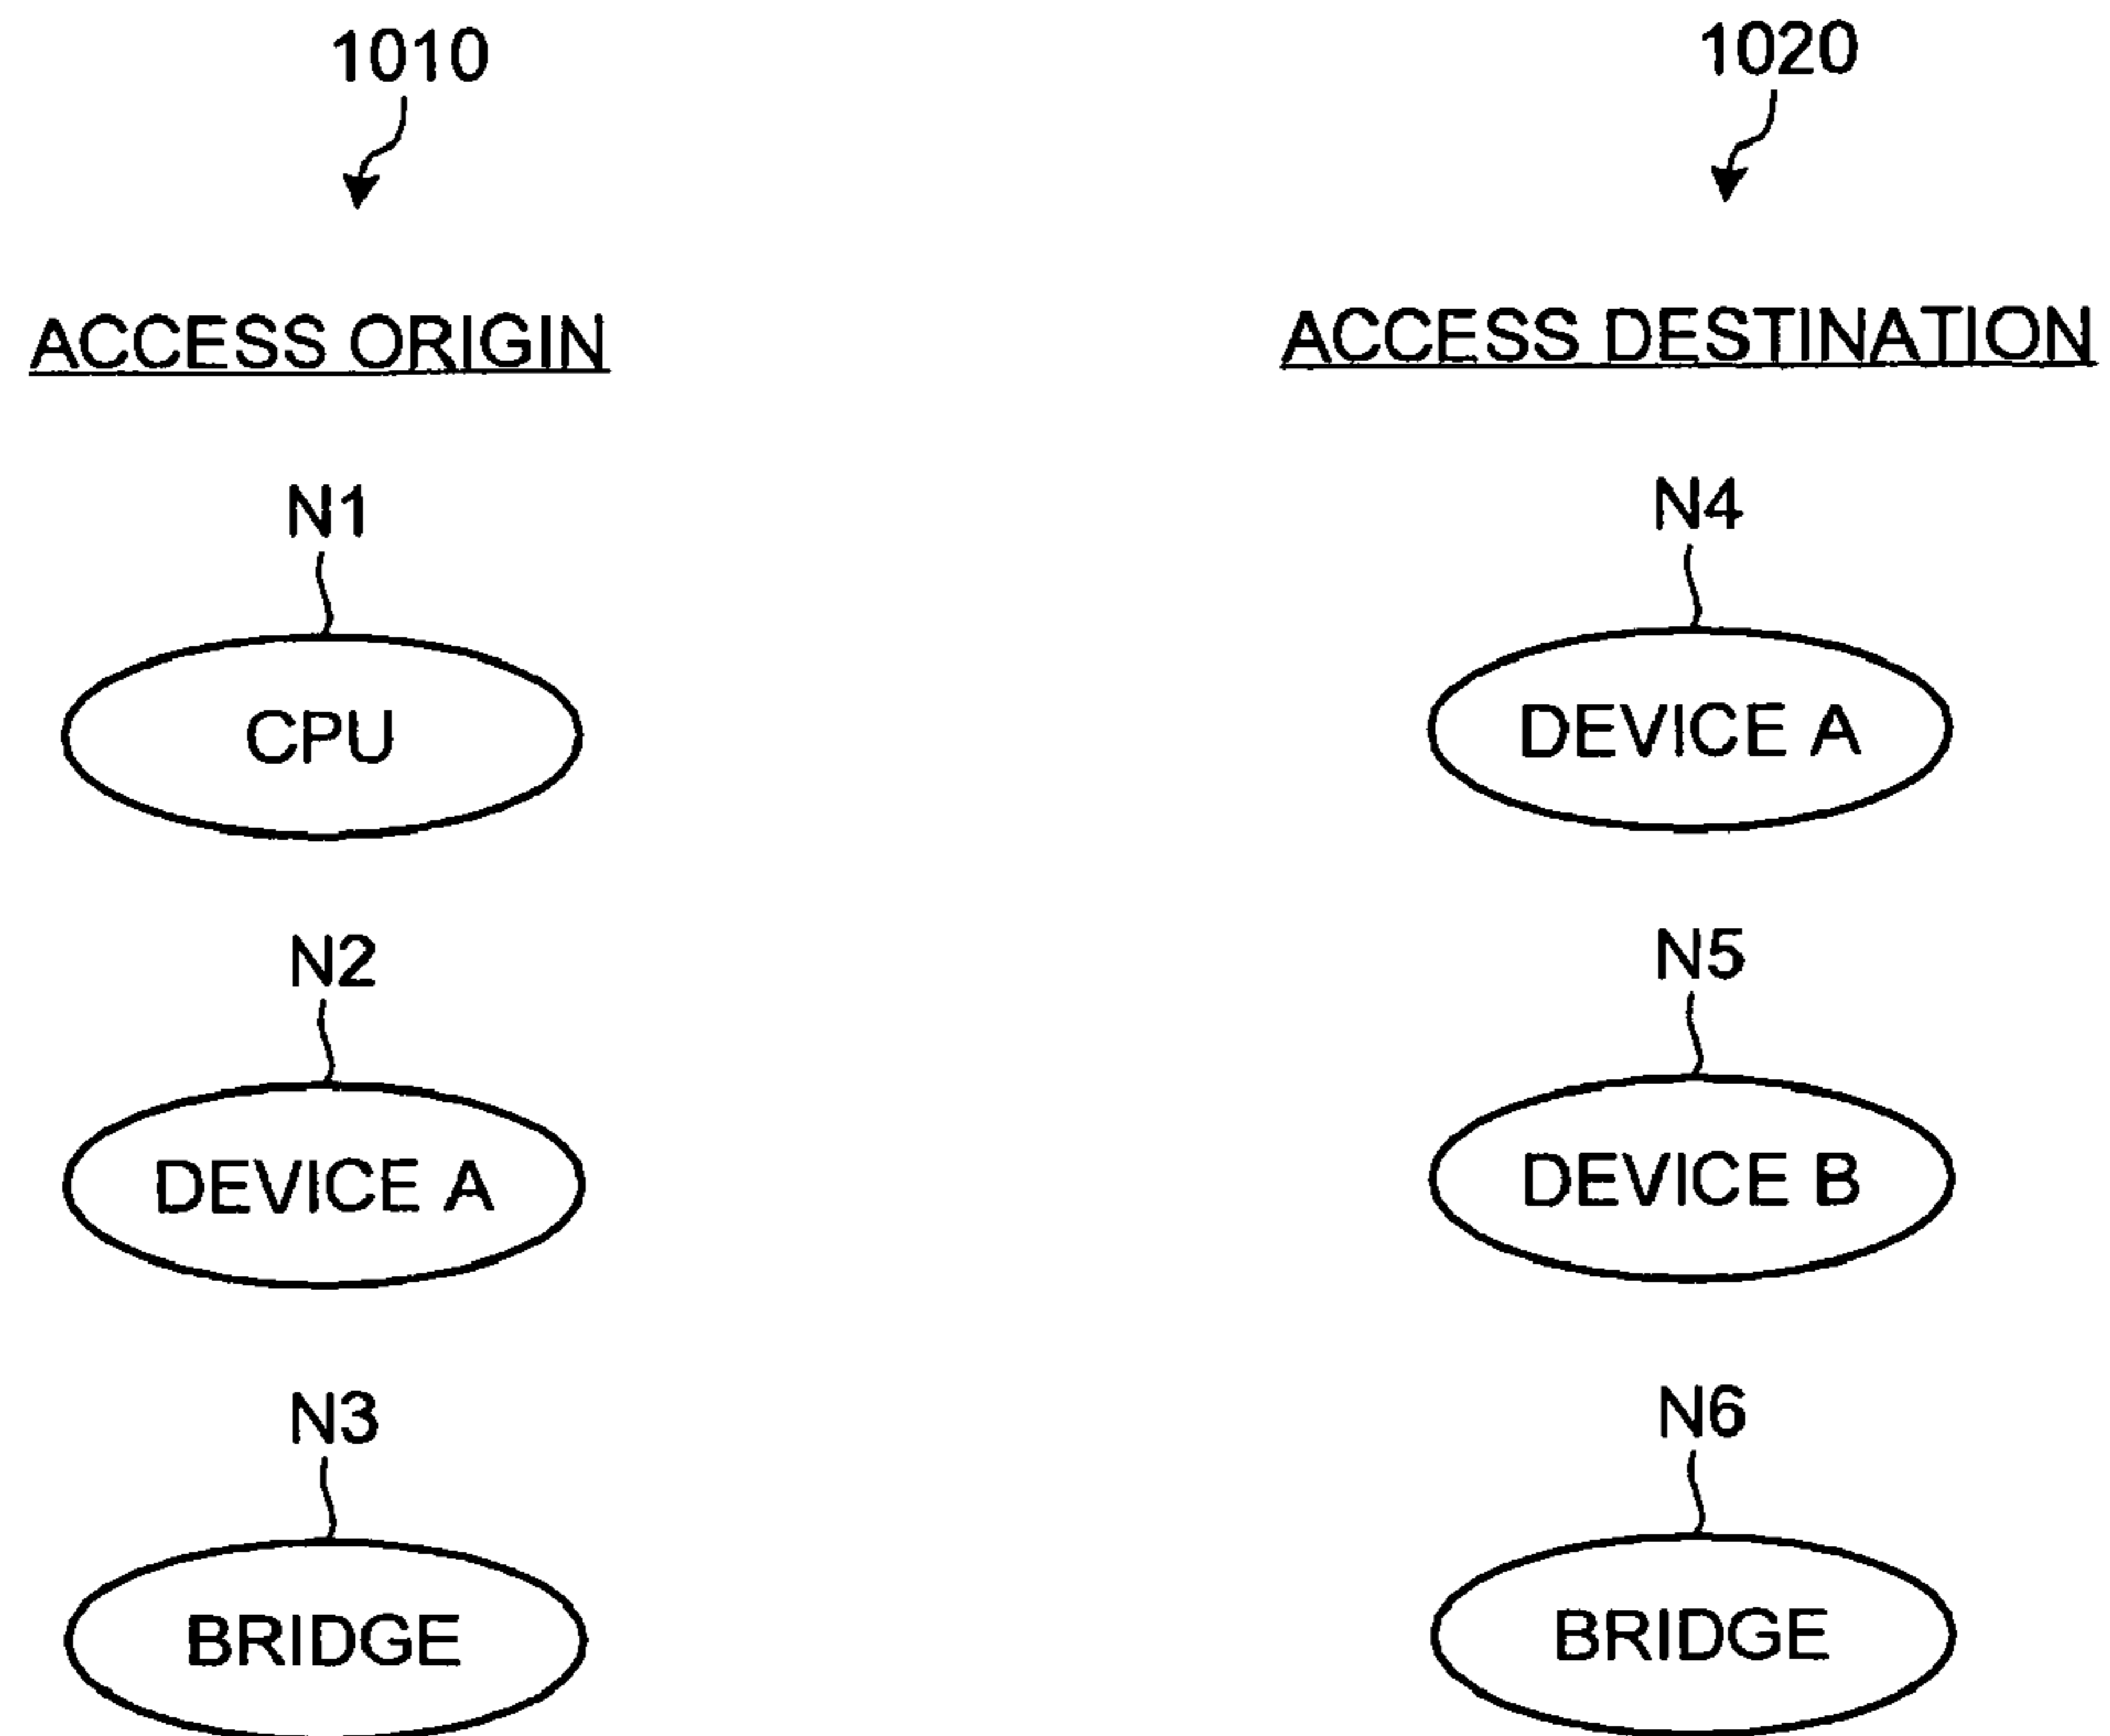 1010
ACCESS ORIGIN
N1
CPU
N2
DEVICE A
N3
BRIDGE
1020
ACCESS DESTINATION
N4
DEVICE A
N5
DEVICE B
N6
BRIDGE